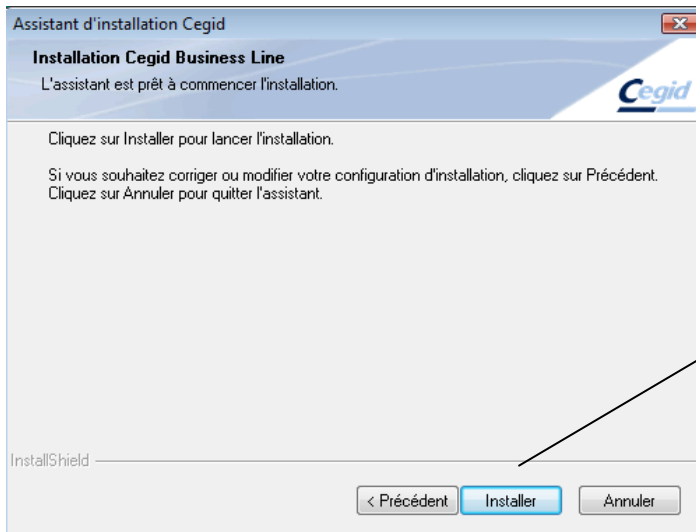 Assistant d'installation Cegid
Installation Cegid Business Line
L'assistant est prêt à commencer l'installation.
Cegid
Cliquez sur Installer pour lancer l'installation.
Si vous souhaitez corriger ou modifier votre configuration d'installation, cliquez sur Précédent.
Cliquez sur Annuler pour quitter l'assistant.
InstallShield
< Précédent Installer Annuler